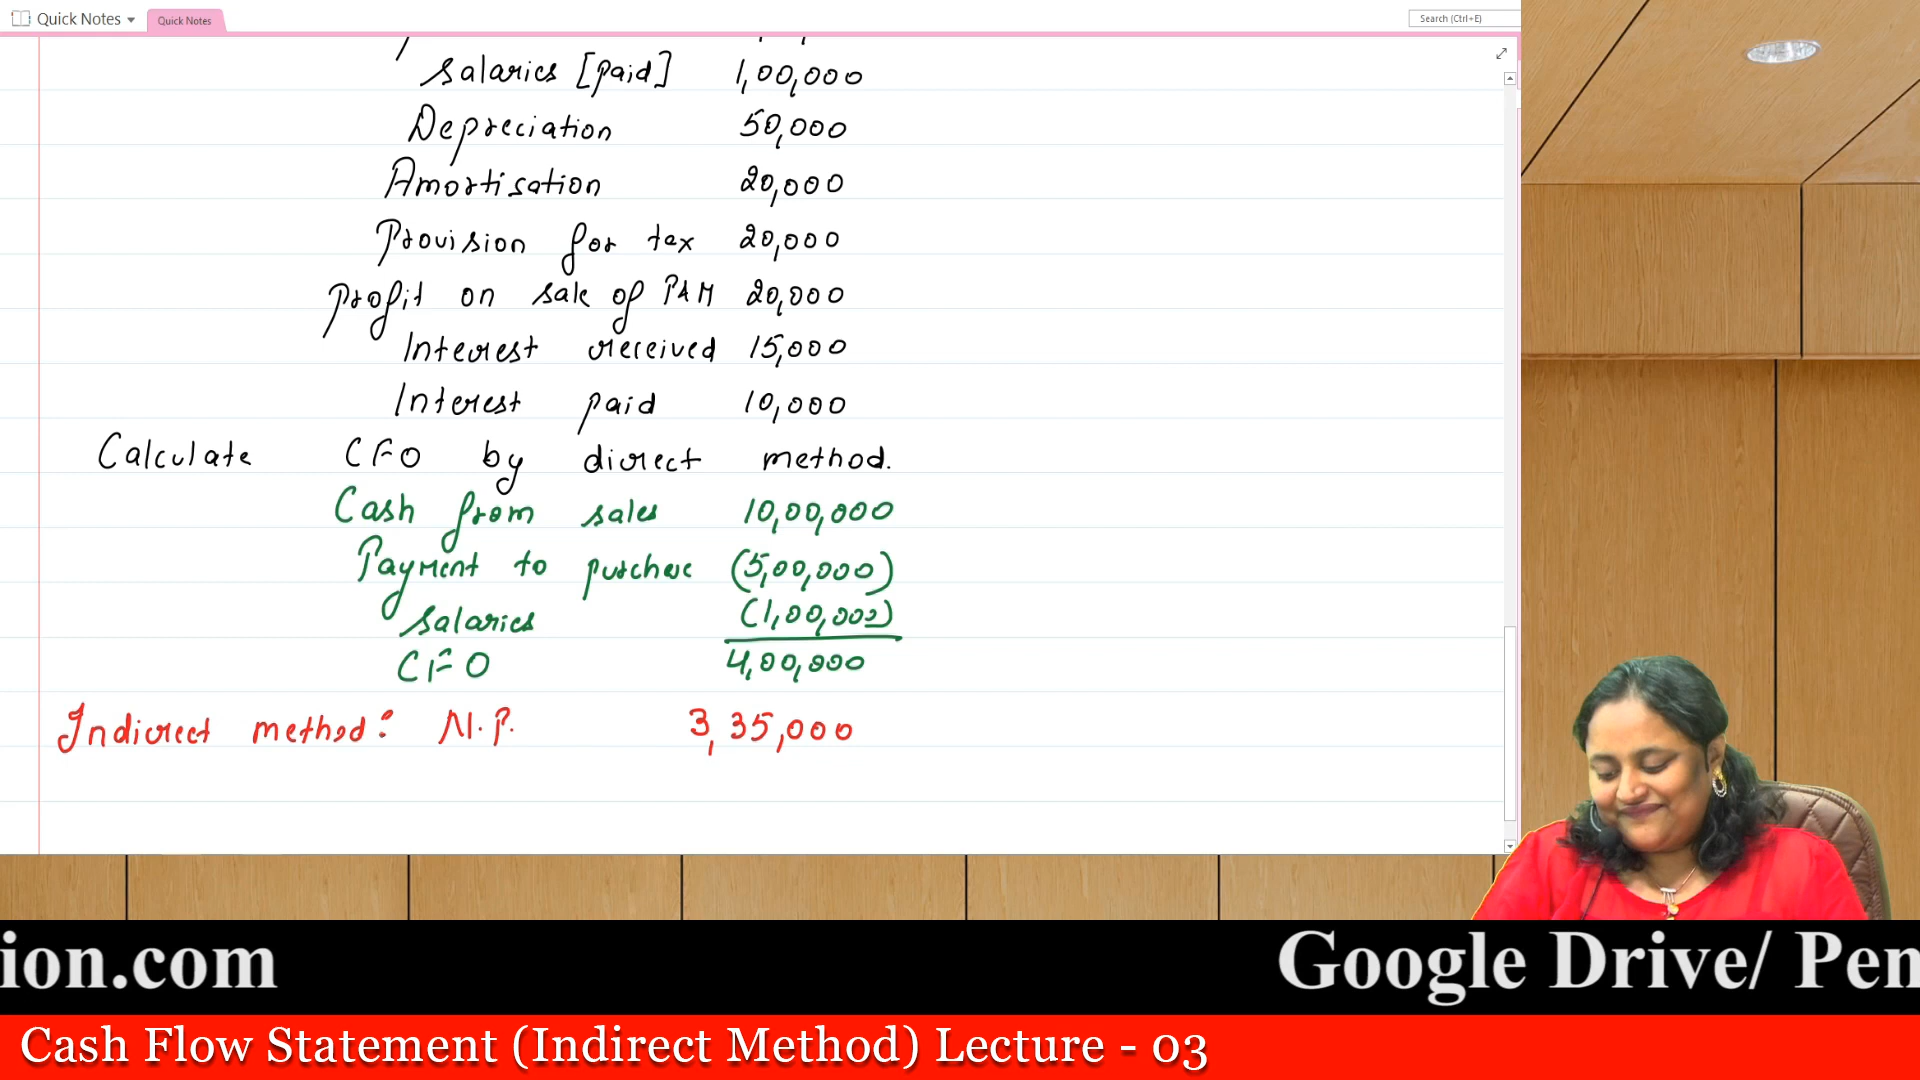 Quick Notes
Quick Notes
Search (Ctrl+E)
Salaries [paid] 1,00,000
Depreciation 50,000
Amortisation 20,000
Provision for tax 20,000
Profit on sale of P&M 20,000
Interest received 15,000
Interest paid 10,000
Calculate CFO by direct method.
Cash from sales 10,00,000
Payment to purchase (5,00,000)
Salaries (1,00,000)
CFO 4,00,000
Indirect method: N.P. 3,35,000
ion.com Google Drive/ Pen
Cash Flow Statement (Indirect Method) Lecture - 03